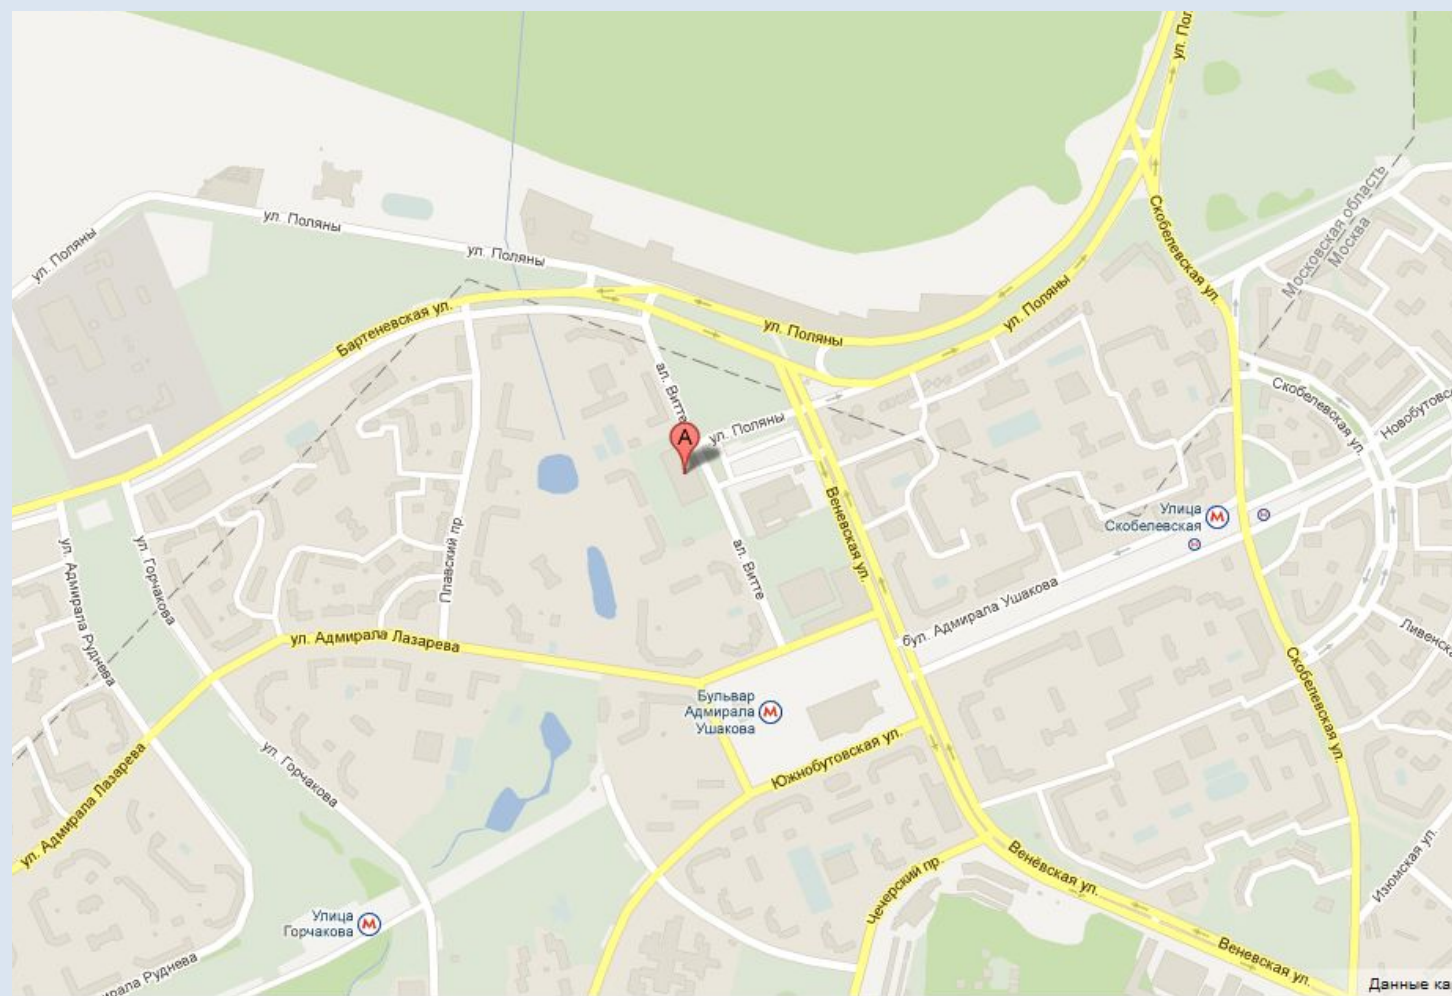 ул. Пол
ул. Поляны
ул. Поляны
ул. Поляны
Скобелевская ул.
Московская область
Москва
Бартеневская ул.
ул. Поляны
ул. Поляны
ал. Витте
Скобелевская ул.
Новобутовс
A
ул. Поляны
Веневская ул.
Улица
Скобелевская
ул. Адмирала Руднева
ул. Горчакова
Плавский пр.
ал. Витте
бул. Адмирала Ушакова
Ливенска
ул. Адмирала Лазарева
Скобелевская ул.
Бульвар
Адмирала
Ушакова
ул. Адмирала Лазарева
ул. Горчакова
Южнобутовская ул.
Венёвская ул.
Чечерский пр.
Изюмская ул.
Улица
Горчакова
Веневская ул.
ирала Руднева
Данные ка